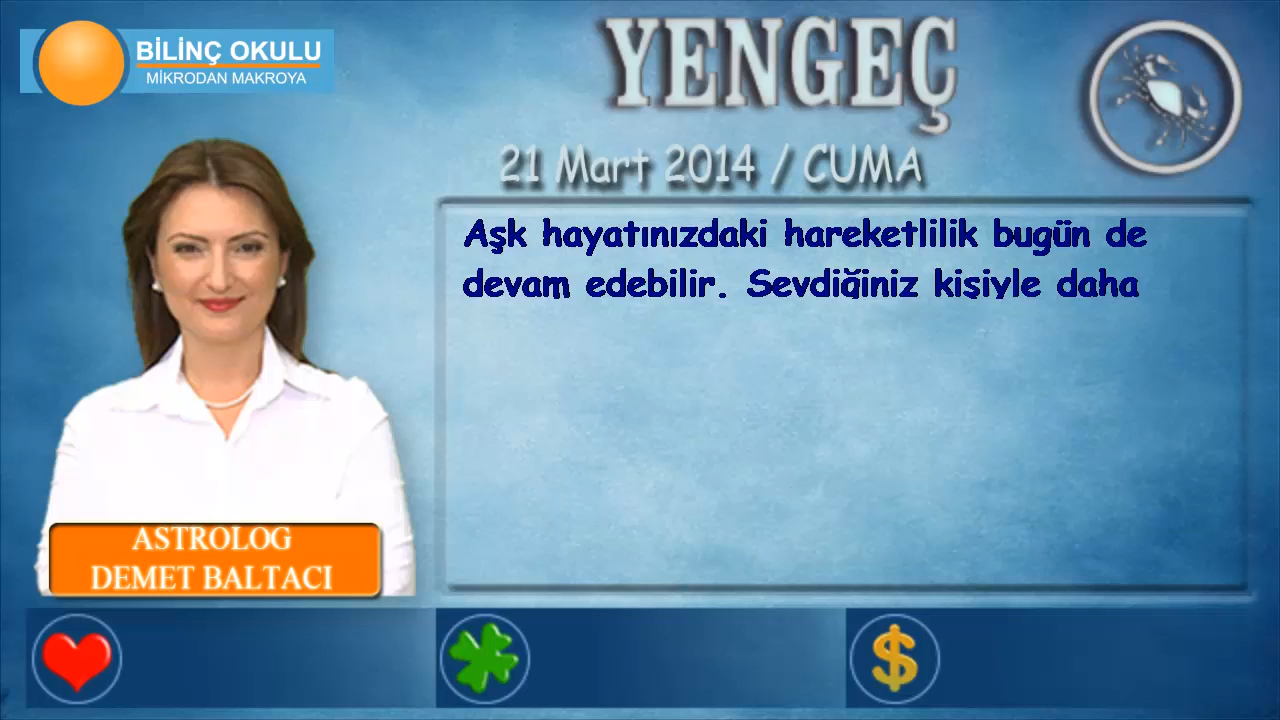 BİLİNÇ OKULU
MİKRODAN MAKROYA
YENGEÇ
21 Mart 2014 / CUMA
Aşk hayatınızdaki hareketlilik bugün de
devam edebilir. Sevdiğiniz kişiyle daha
ASTROLOG
DEMET BALTACI